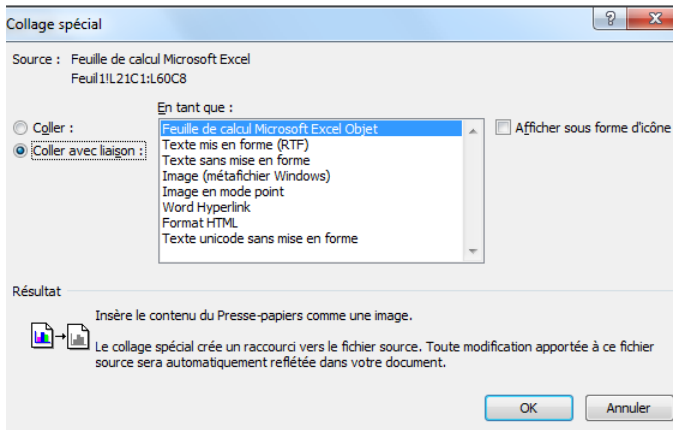 Collage spécial
Source : Feuille de calcul Microsoft Excel
Feuil1!L21C1:L60C8
En tant que :
Coller :
Coller avec liaison :
Feuille de calcul Microsoft Excel Objet
Texte mis en forme (RTF)
Texte sans mise en forme
Image (métafichier Windows)
Image en mode point
Word Hyperlink
Format HTML
Texte unicode sans mise en forme
Afficher sous forme d'icône
Résultat
Insère le contenu du Presse-papiers comme une image.
Le collage spécial crée un raccourci vers le fichier source. Toute modification apportée à ce fichier
source sera automatiquement reflétée dans votre document.
OK Annuler